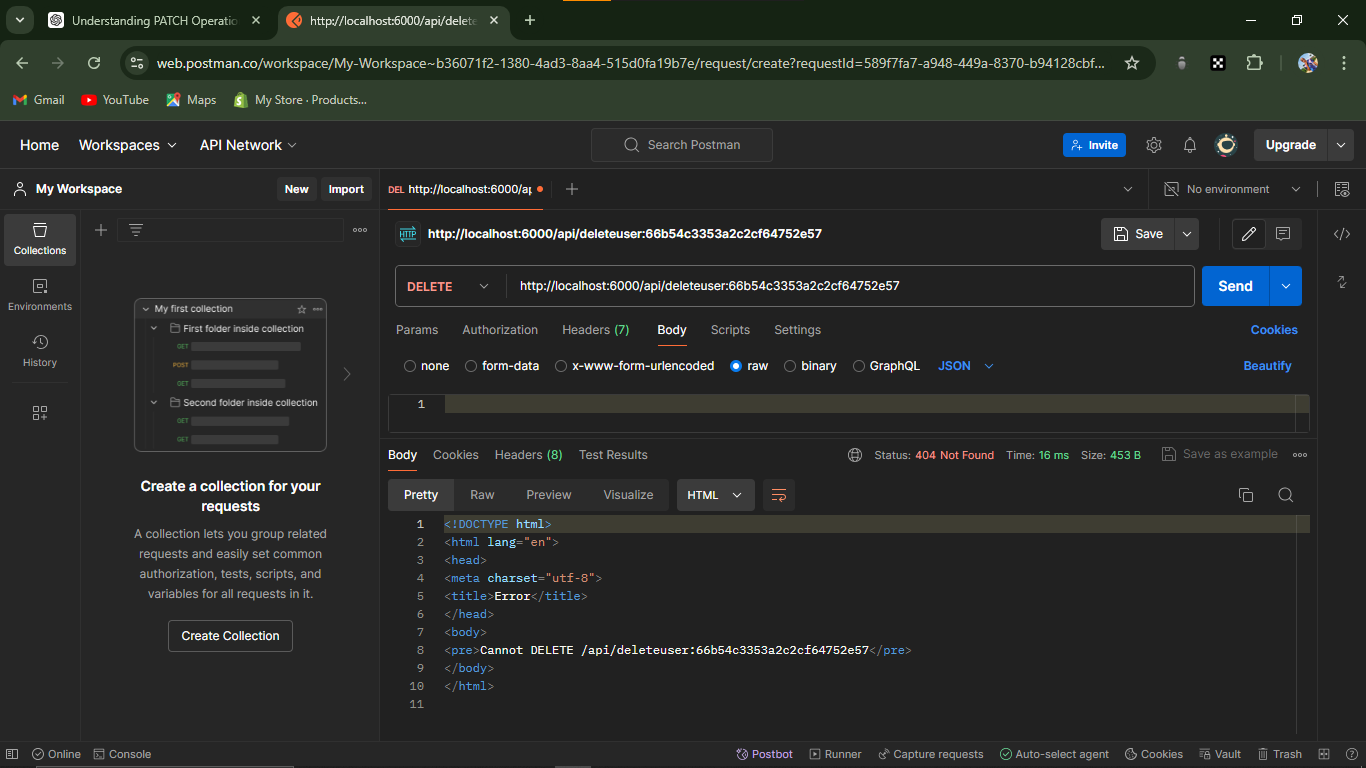 Understanding PATCH Operatio
http://localhost:6000/api/delete
web.postman.co/workspace/My-Workspace~b36071f2-1380-4ad3-8aa4-515d0fa19b7e/request/create?requestId=589f7fa7-a948-449a-8370-b94128cbf...
Gmail YouTube Maps My Store · Products...
Home Workspaces API Network Search Postman Invite Upgrade
My Workspace New Import DEL http://localhost:6000/ap No environment
Collections
Environments
History
My first collection
First folder inside collection
GET
POST
GET
Second folder inside collection
GET
GET
Create a collection for your
requests
A collection lets you group related
requests and easily set common
authorization, tests, scripts, and
variables for all requests in it.
Create Collection
HTTP http://localhost:6000/api/deleteuser:66b54c3353a2c2cf64752e57 Save
DELETE http://localhost:6000/api/deleteuser:66b54c3353a2c2cf64752e57 Send
Params Authorization Headers (7) Body Scripts Settings Cookies
none form-data x-www-form-urlencoded raw binary GraphQL JSON Beautify
1
Body Cookies Headers (8) Test Results Status: 404 Not Found Time: 16 ms Size: 453 B Save as example
Pretty Raw Preview Visualize HTML
1 <!DOCTYPE html>
2 <html lang="en">
3 <head>
4 <meta charset="utf-8">
5 <title>Error</title>
6 </head>
7 <body>
8 <pre>Cannot DELETE /api/deleteuser:66b54c3353a2c2cf64752e57</pre>
9 </body>
10 </html>
11
Online Console Postbot Runner Capture requests Auto-select agent Cookies Vault Trash